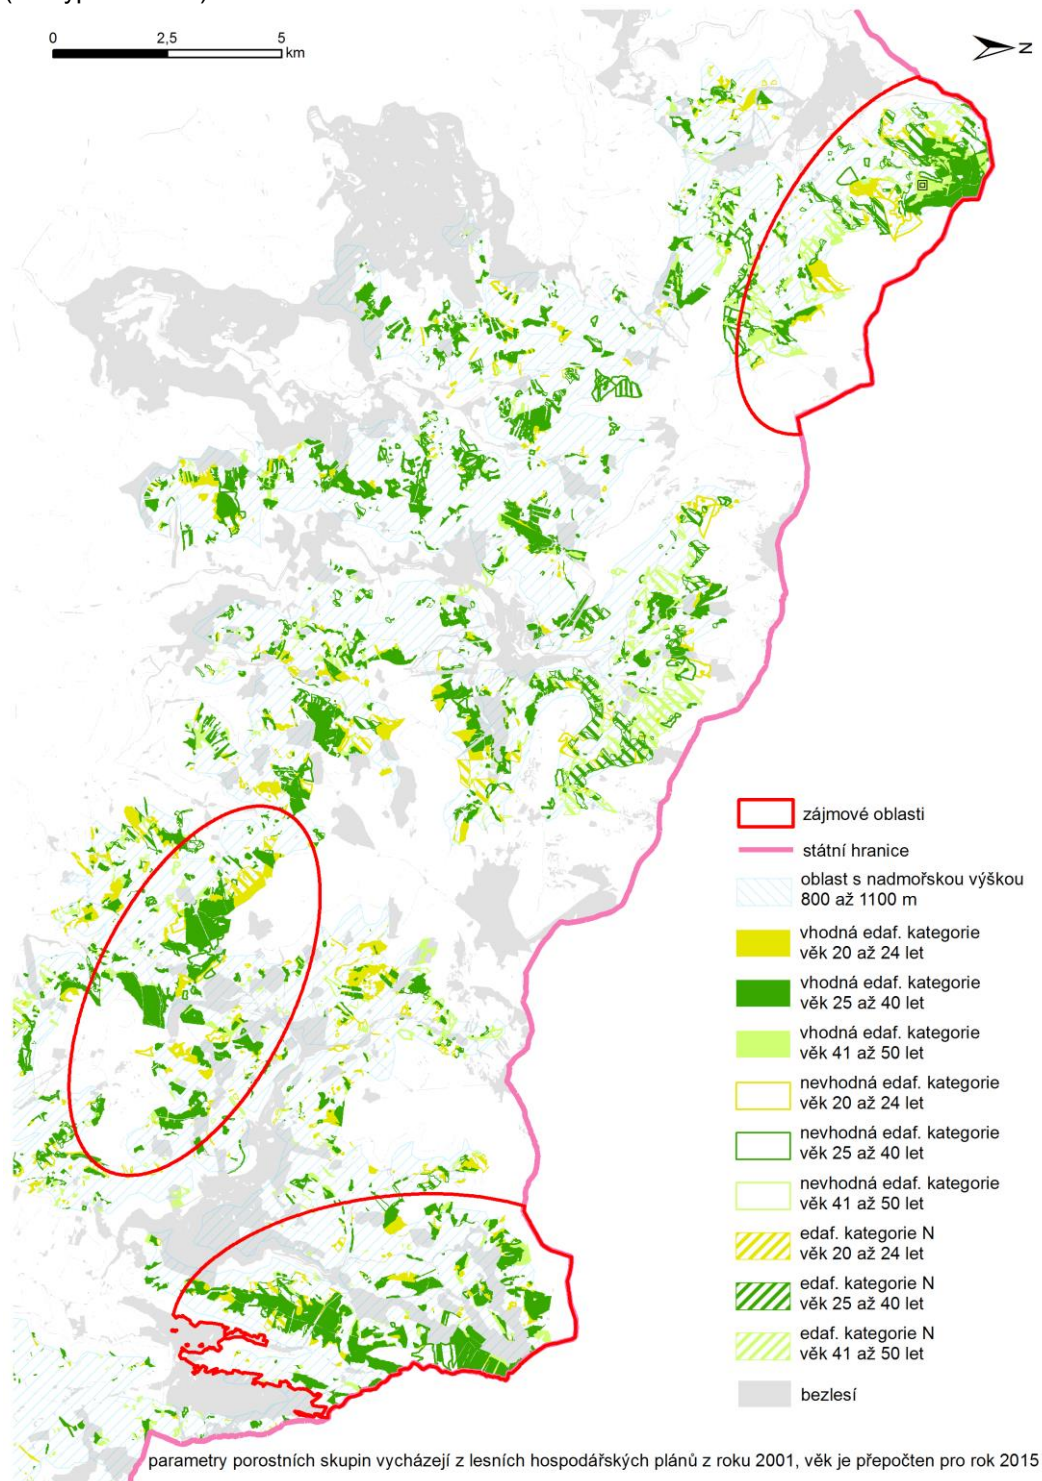 0 2,5 5
km
N
zájmové oblasti
státní hranice
oblast s nadmořskou výškou
800 až 1100 m
vhodná edaf. kategorie
věk 20 až 24 let
vhodná edaf. kategorie
věk 25 až 40 let
vhodná edaf. kategorie
věk 41 až 50 let
nevhodná edaf. kategorie
věk 20 až 24 let
nevhodná edaf. kategorie
věk 25 až 40 let
nevhodná edaf. kategorie
věk 41 až 50 let
edaf. kategorie N
věk 20 až 24 let
edaf. kategorie N
věk 25 až 40 let
edaf. kategorie N
věk 41 až 50 let
bezlesí
parametry porostních skupin vycházejí z lesních hospodářských plánů z roku 2001, věk je přepočten pro rok 2015